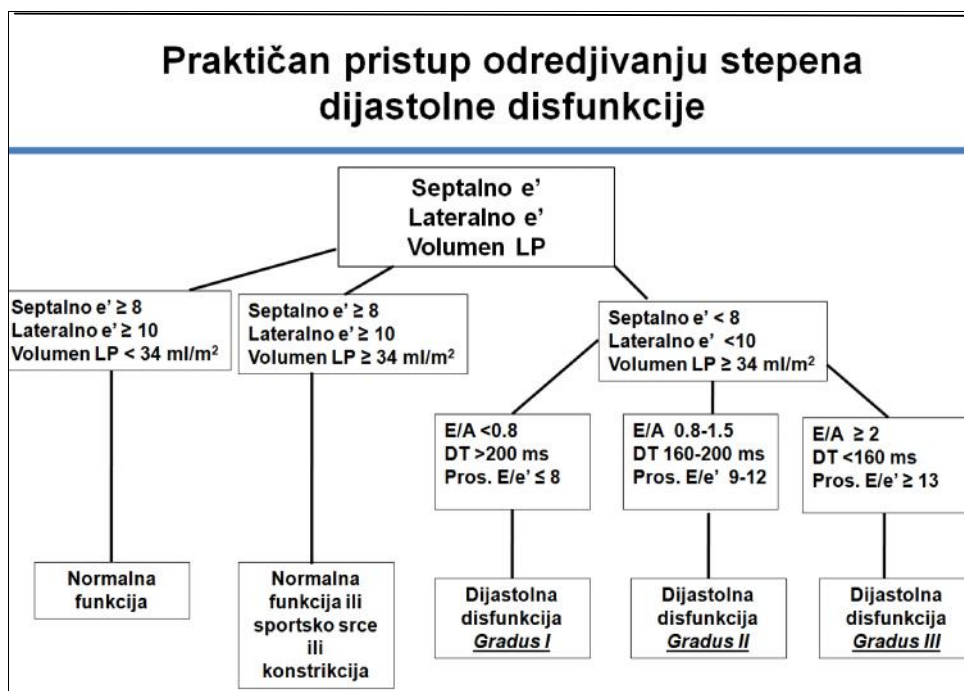 Praktičan pristup odredjivanju stepena
dijastolne disfunkcije
Septalno e'
Lateralno e'
Volumen LP
Septalno e' ≥ 8
Lateralno e' ≥ 10
Volumen LP < 34 ml/m²
Septalno e' ≥ 8
Lateralno e' ≥ 10
Volumen LP ≥ 34 ml/m²
Septalno e' < 8
Lateralno e' <10
Volumen LP ≥ 34 ml/m²
E/A <0.8
DT >200 ms
Pros. E/e' ≤ 8
E/A 0.8-1.5
DT 160-200 ms
Pros. E/e' 9-12
E/A ≥ 2
DT <160 ms
Pros. E/e' ≥ 13
Normalna
funkcija
Normalna
funkcija ili
sportsko srce
ili
konstrikcija
Dijastolna
disfunkcija
Gradus I
Dijastolna
disfunkcija
Gradus II
Dijastolna
disfunkcija
Gradus III